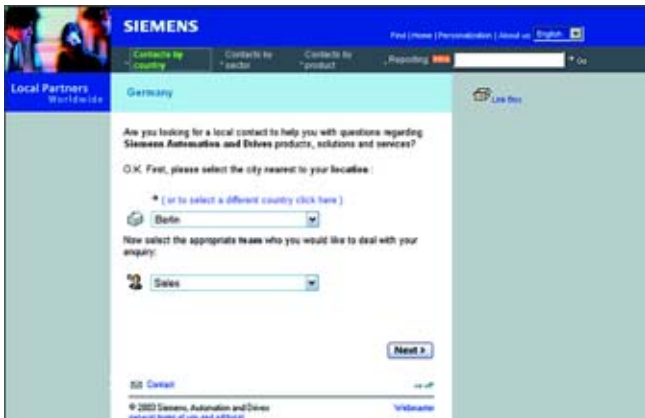 SIEMENS
Find | Home | Personalization | About us English
Contacts by country
Contacts by sector
Contacts by product
Reporting
Go
Local Partners
Worldwide
Germany
Link Box
Are you looking for a local contact to help you with questions regarding
Siemens Automation and Drives products, solutions and services?
O.K. First, please select the city nearest to your location :
( or to select a different country click here )
Berlin
Now select the appropriate team who you would like to deal with your
enquiry:
Sales
Next >
Contact
© 2003 Siemens, Automation and Drives
Webmaster